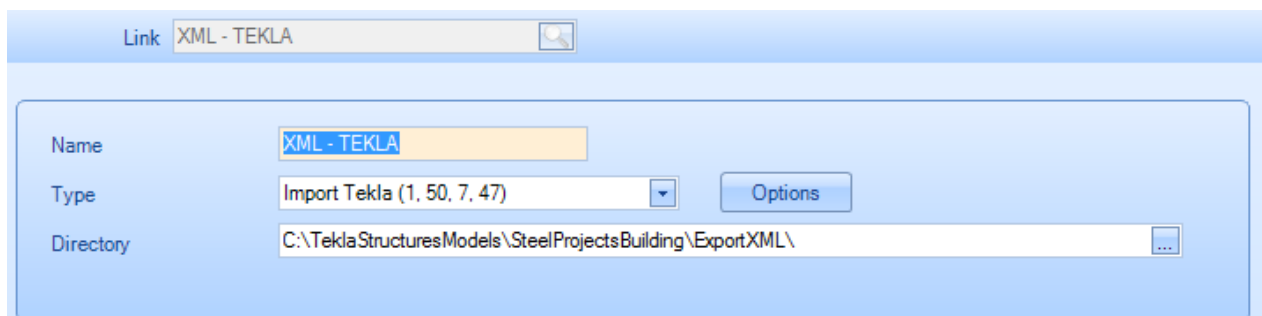 Link XML - TEKLA
Name XML - TEKLA
Type Import Tekla (1, 50, 7, 47) Options
Directory C:\TeklaStructuresModels\SteelProjectsBuilding\ExportXML\ ...